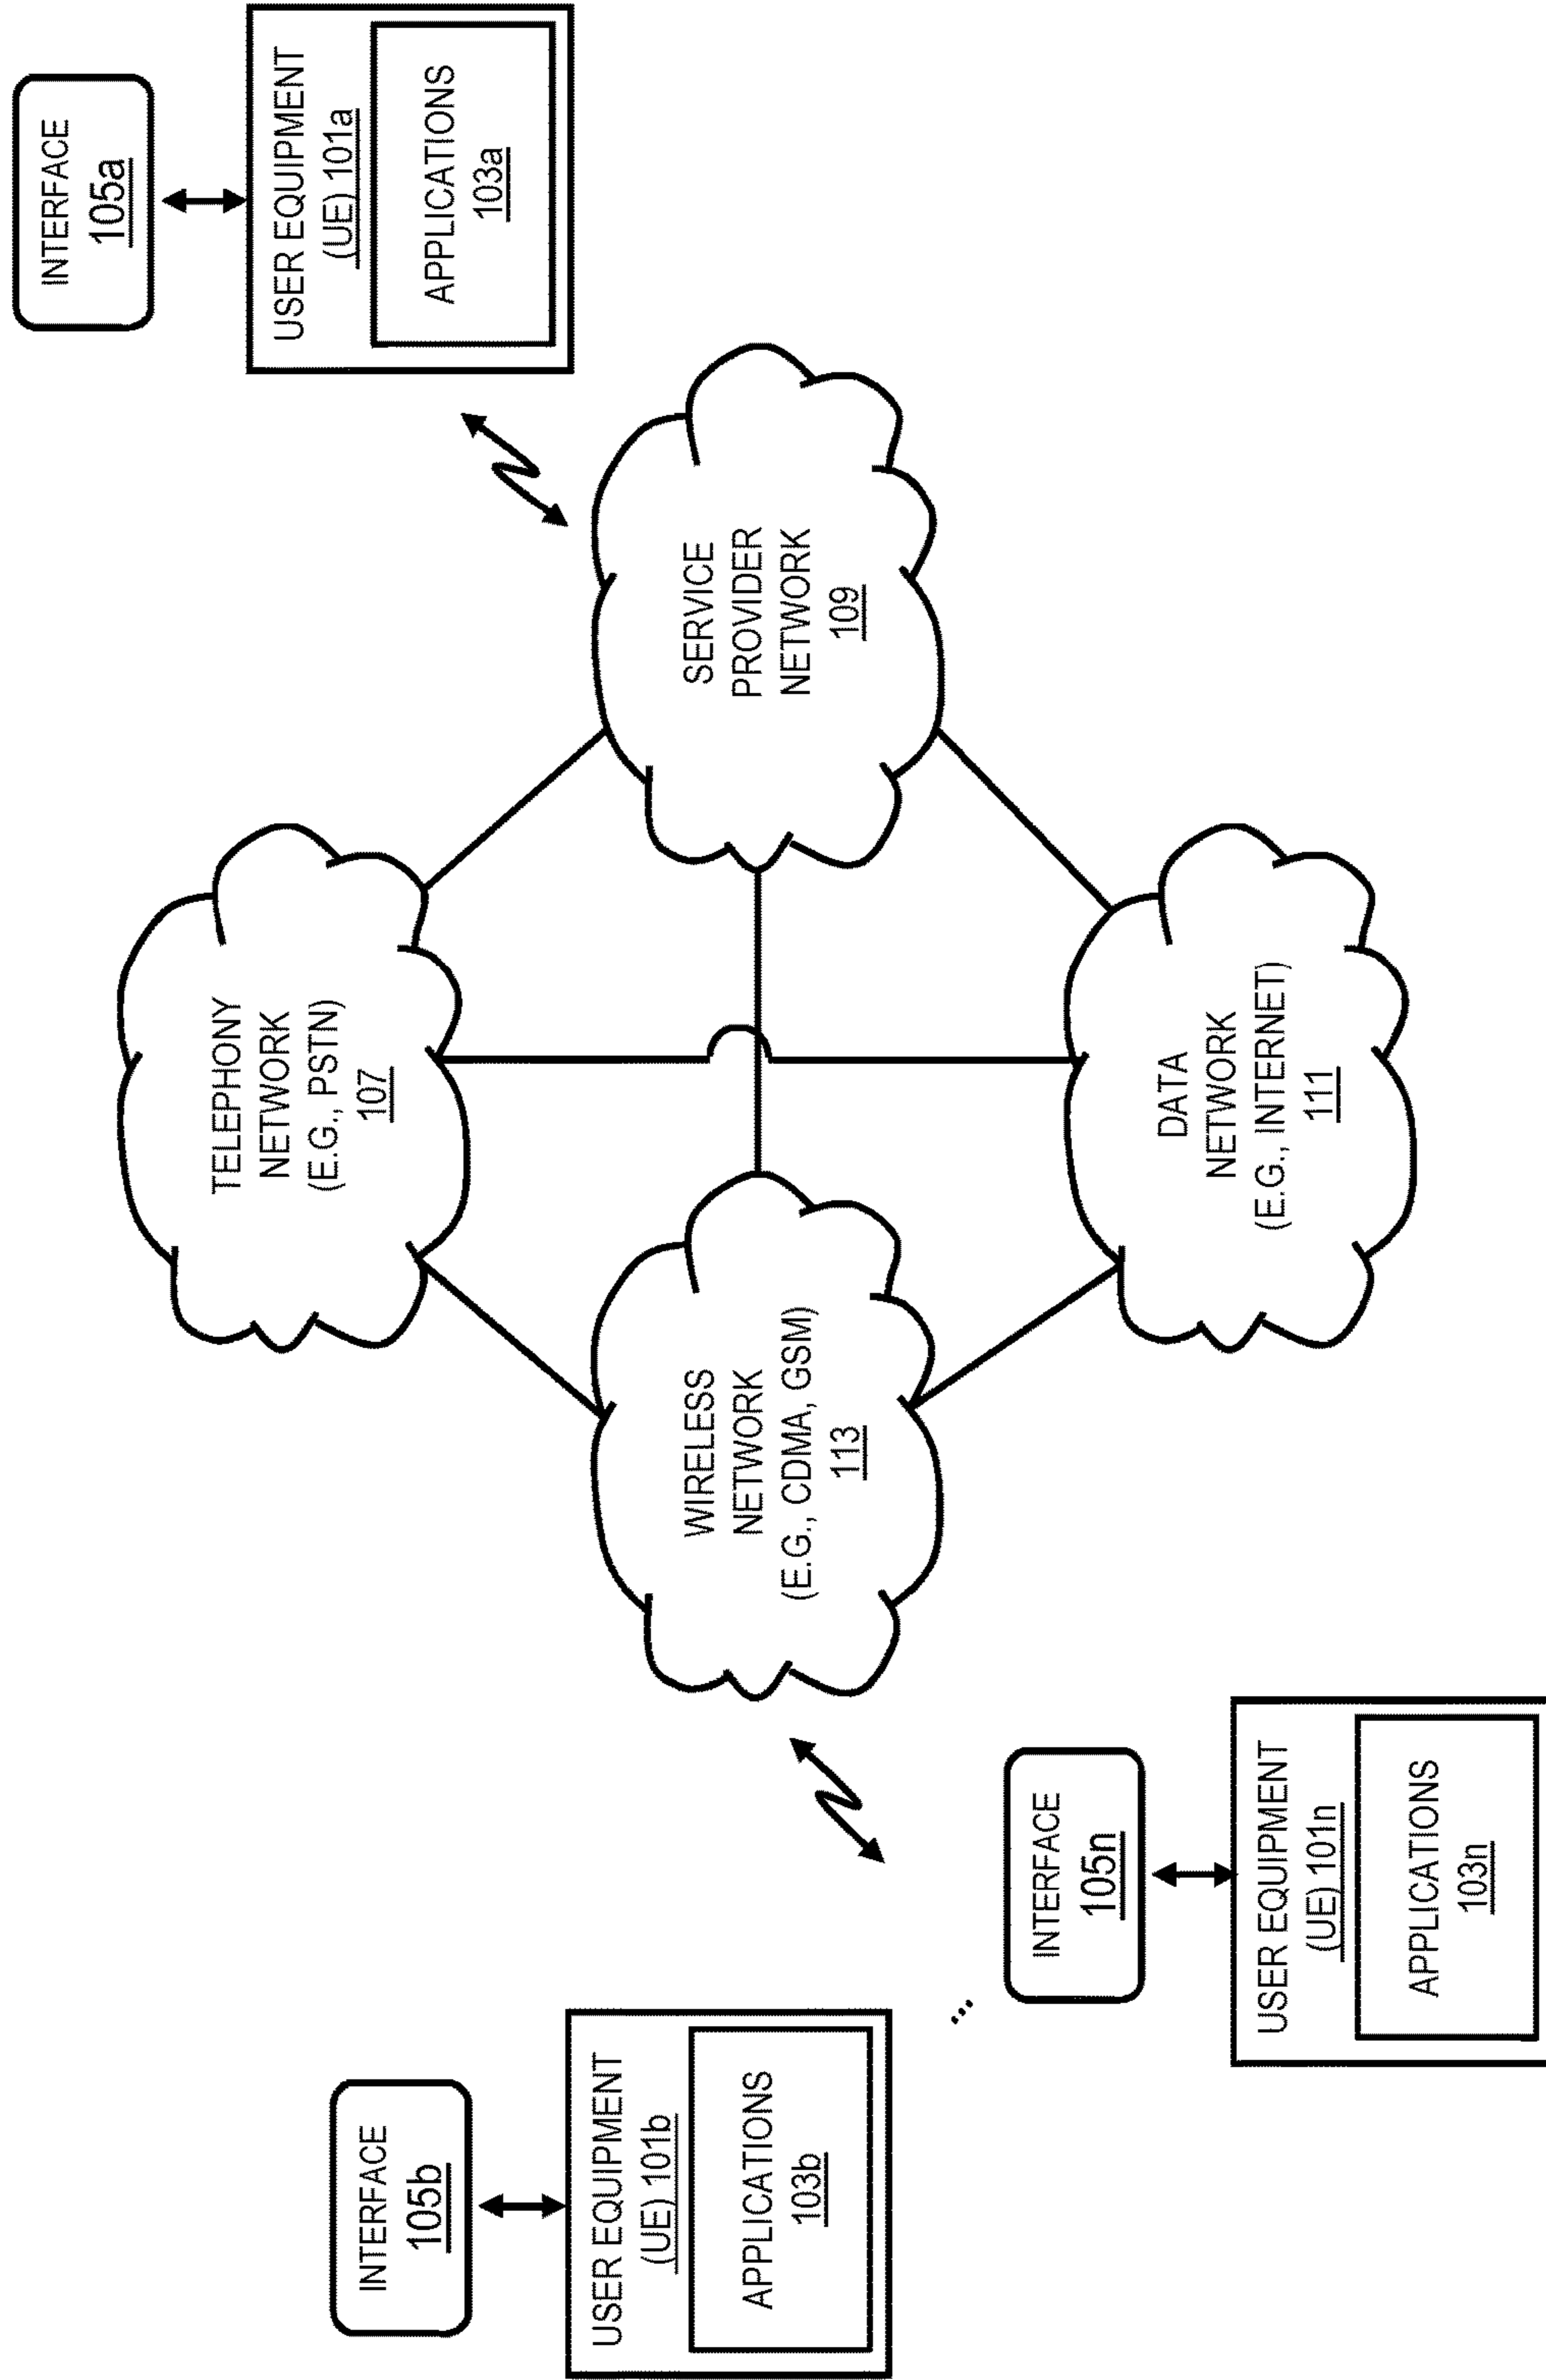 INTERFACE
105a
USER EQUIPMENT
(UE) 101a
APPLICATIONS
103a
TELEPHONY
NETWORK
(E.G., PSTN)
107
SERVICE
PROVIDER
NETWORK
109
WIRELESS
NETWORK
(E.G., CDMA, GSM)
113
DATA
NETWORK
(E.G., INTERNET)
111
INTERFACE
105b
USER EQUIPMENT
(UE) 101b
APPLICATIONS
103b
...
INTERFACE
105n
USER EQUIPMENT
(UE) 101n
APPLICATIONS
103n